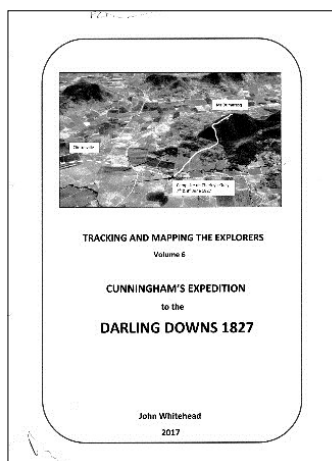 TRACKING AND MAPPING THE EXPLORERS
Volume 6
CUNNINGHAM'S EXPEDITION
to the
DARLING DOWNS 1827
John Whitehead
2017